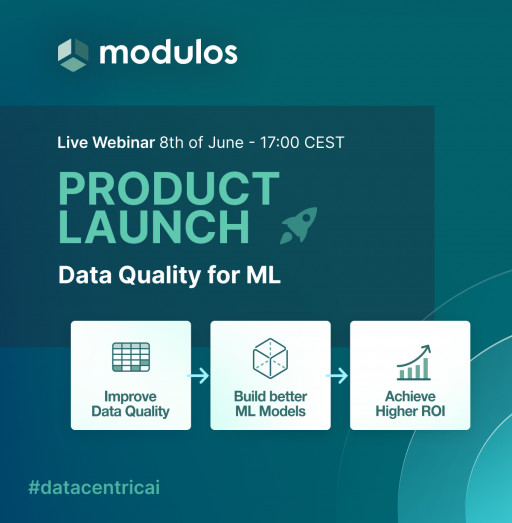 modulos
Live Webinar 8th of June - 17:00 CEST
PRODUCT
LAUNCH
Data Quality for ML
Improve
Data Quality
Build better
ML Models
Achieve
Higher ROI
#datacentricai